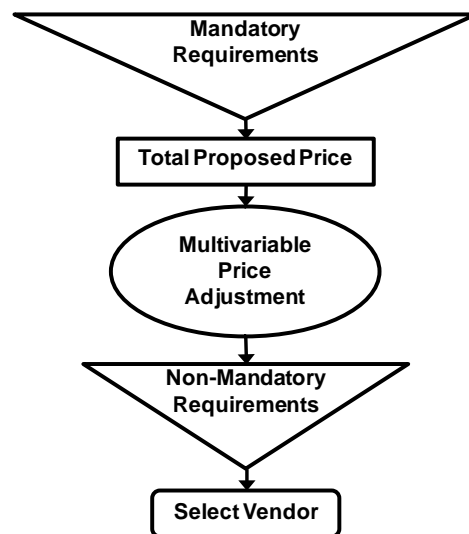 Mandatory
Requirements
Total Proposed Price
Multivariable
Price
Adjustment
Non-Mandatory
Requirements
Select Vendor